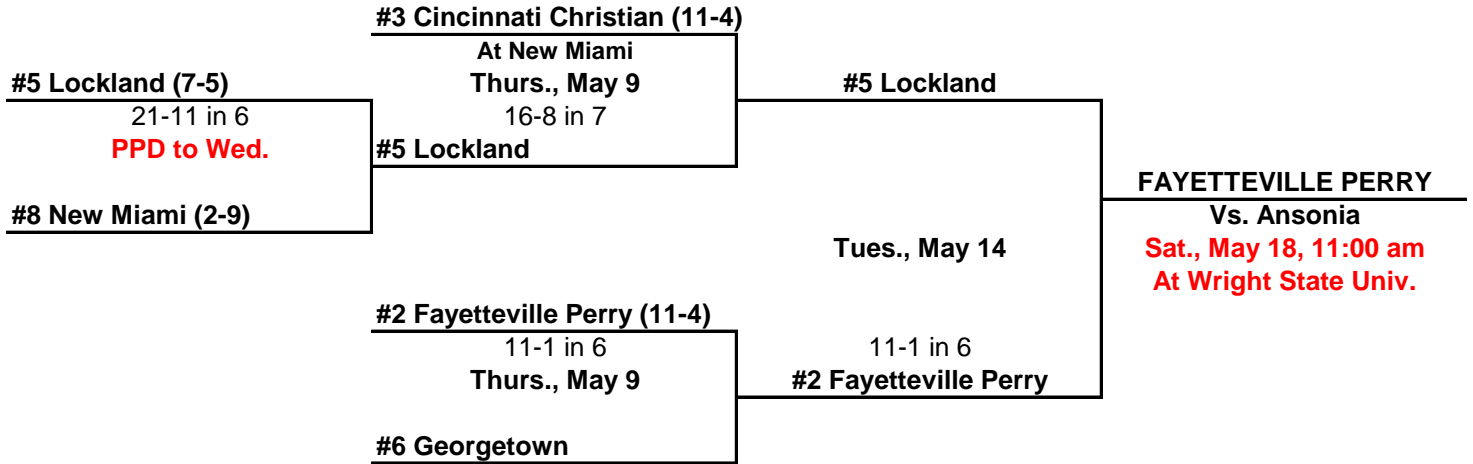 #3 Cincinnati Christian (11-4)
At New Miami
#5 Lockland (7-5)
Thurs., May 9
#5 Lockland
21-11 in 6
16-8 in 7
PPD to Wed.
#5 Lockland
FAYETTEVILLE PERRY
#8 New Miami (2-9)
Vs. Ansonia
Tues., May 14
Sat., May 18, 11:00 am
At Wright State Univ.
#2 Fayetteville Perry (11-4)
11-1 in 6
11-1 in 6
Thurs., May 9
#2 Fayetteville Perry
#6 Georgetown